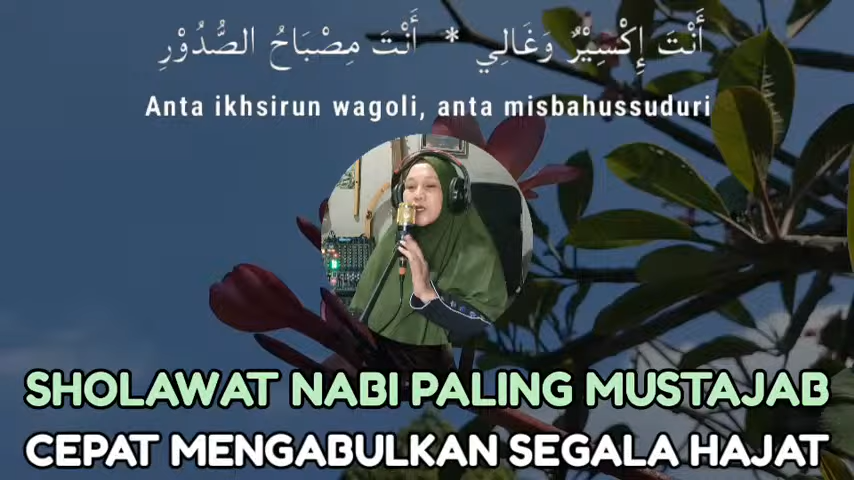 أَنْتَ إِكْسِيْرٌ وَغَالِي * أَنْتَ مِصْبَاحُ الصُّدُوْرِ
Anta ikhsirun wagoli, anta misbahussuduri
SHOLAWAT NABI PALING MUSTAJAB
CEPAT MENGABULKAN SEGALA HAJAT